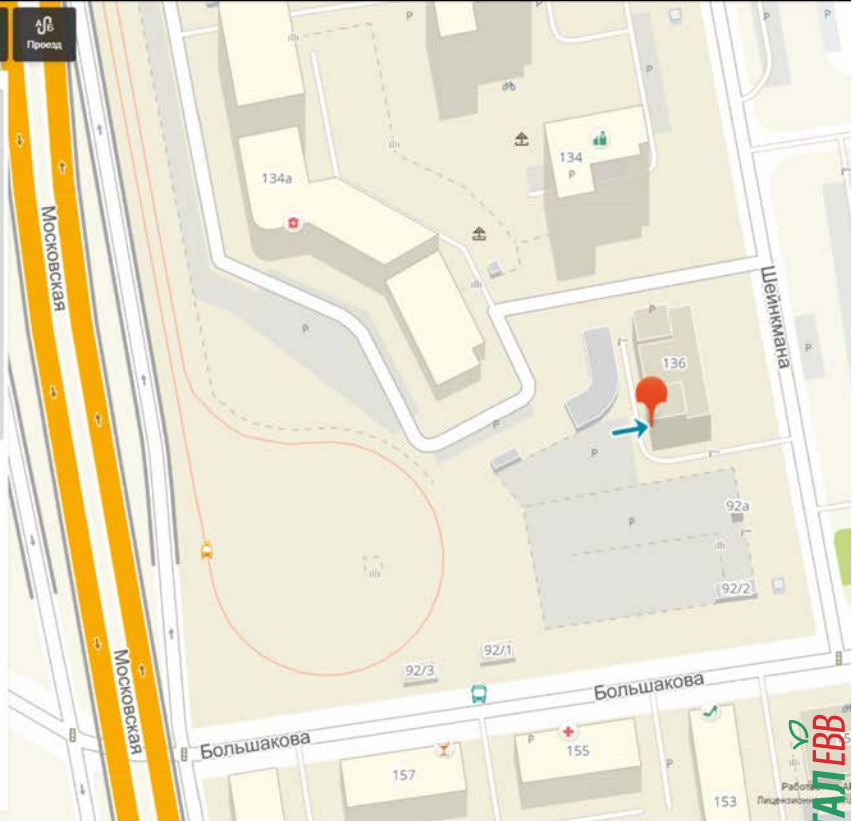 Проезд
134а
134
Московская
Шейнкмана
136
92а
92/2
92/1
92/3
Большакова
Московская
Большакова
155
157
153
ЕВВ